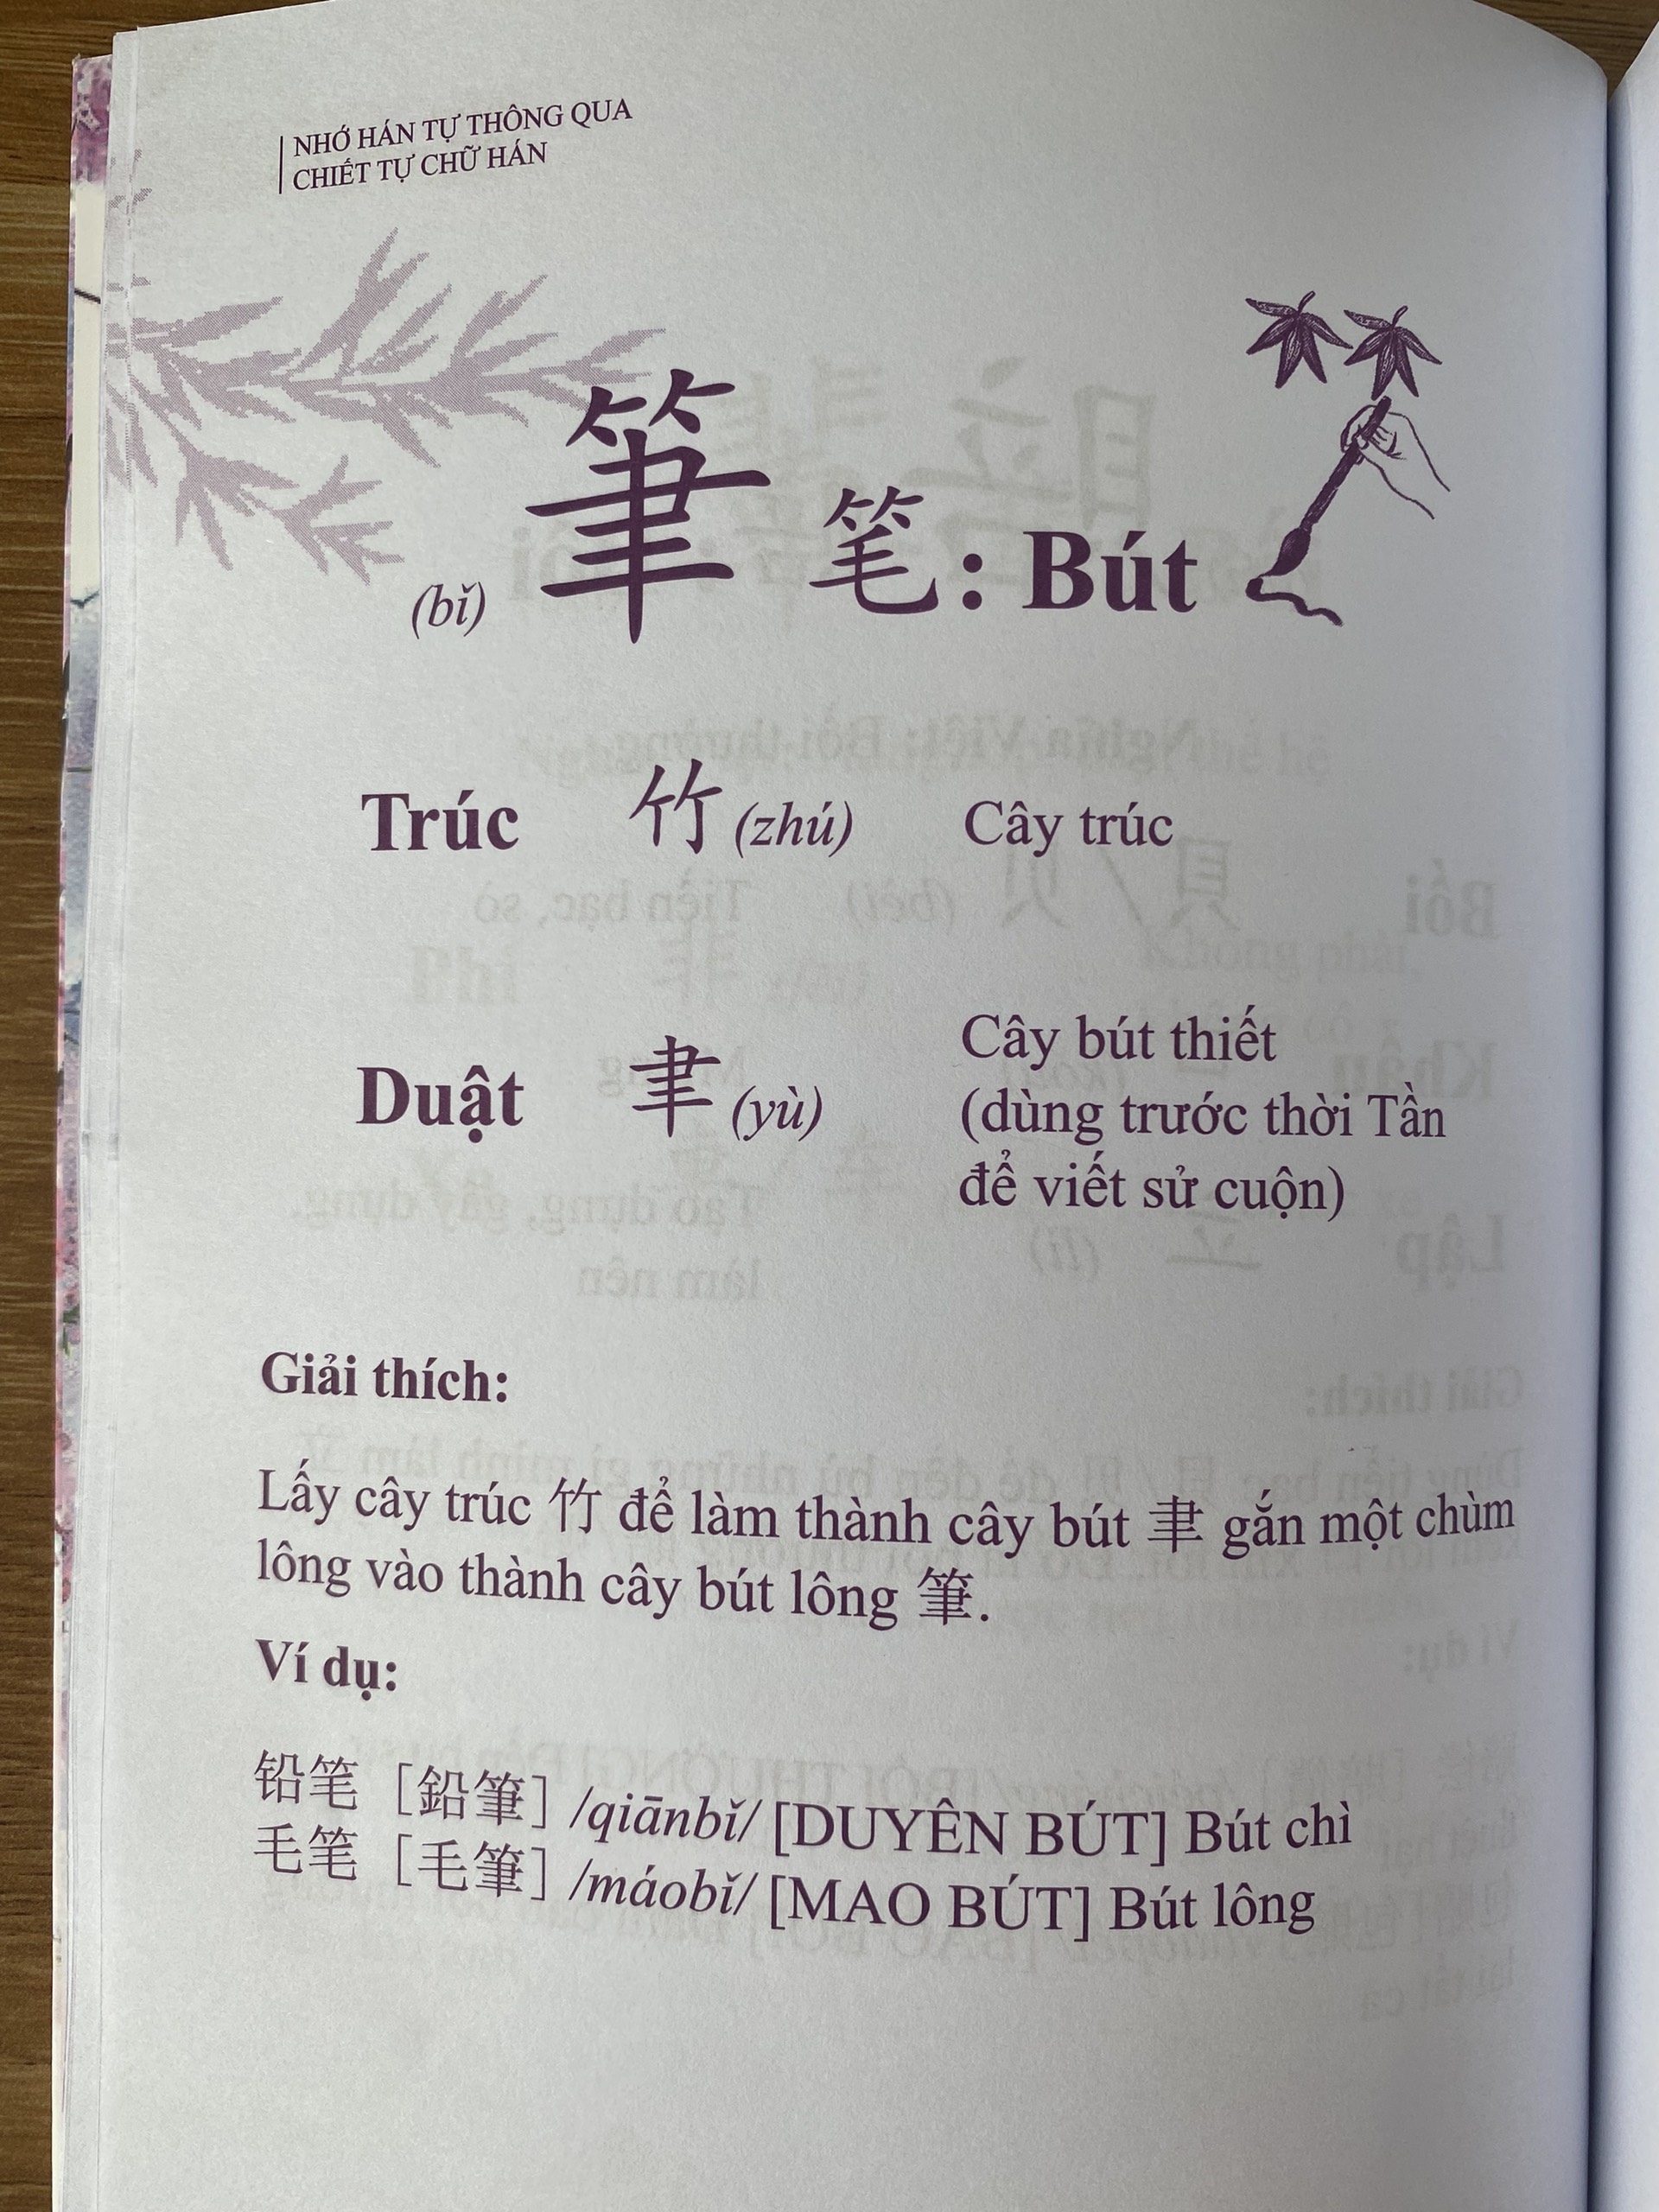 NHỚ HÁN TỰ THÔNG QUA
CHIẾT TỰ CHỮ HÁN
(bǐ) 筆 笔 : Bút
Trúc 竹 (zhú) Cây trúc
Duật 聿 (yù) Cây bút thiết
(dùng trước thời Tần
để viết sử cuộn)
Giải thích:
Lấy cây trúc 竹 để làm thành cây bút 聿 gắn một chùm
lông vào thành cây bút lông 筆.
Ví dụ:
铅笔 [鉛筆] /qiānbǐ/ [DUYÊN BÚT] Bút chì
毛笔 [毛筆] /máobǐ/ [MAO BÚT] Bút lông